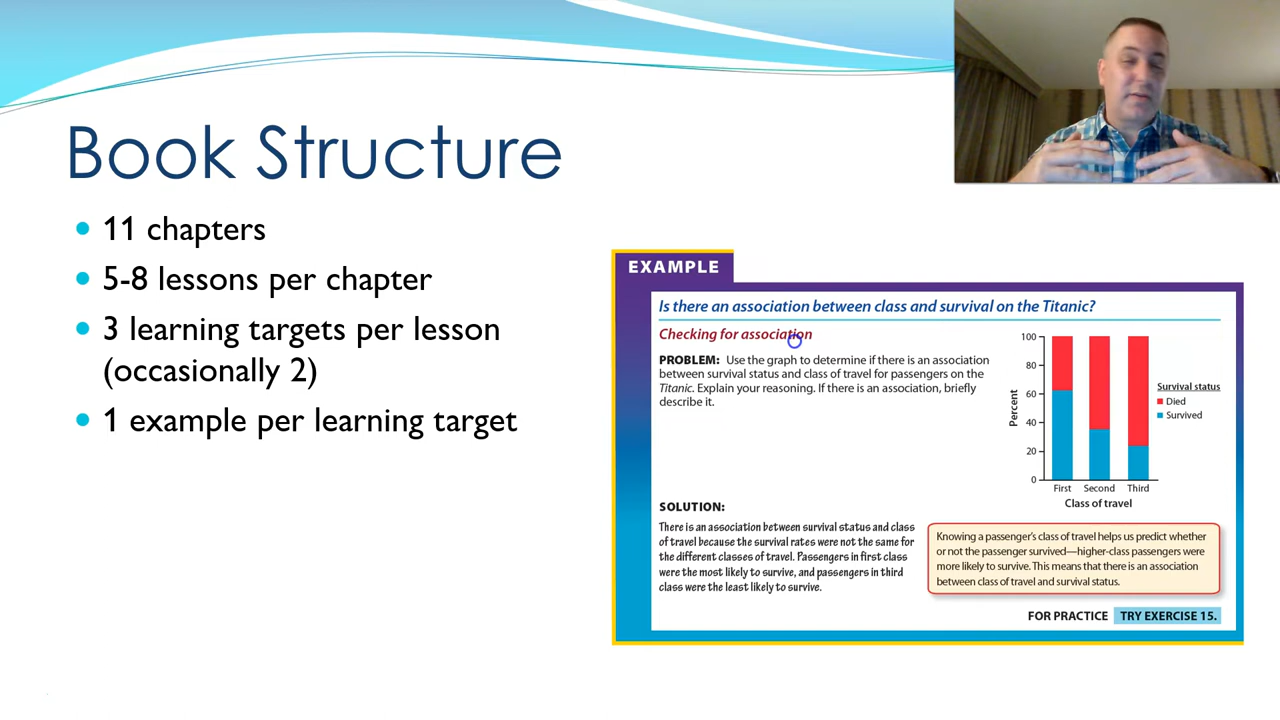 Book Structure
11 chapters
5-8 lessons per chapter
3 learning targets per lesson
(occasionally 2)
1 example per learning target
EXAMPLE
Is there an association between class and survival on the Titanic?
Checking for association
PROBLEM: Use the graph to determine if there is an association
between survival status and class of travel for passengers on the
Titanic. Explain your reasoning. If there is an association, briefly
describe it.
100
80
60
40
20
0
Percent
First Second Third
Class of travel
Survival status
Died
Survived
SOLUTION:
There is an association between survival status and class
of travel because the survival rates were not the same for
the different classes of travel. Passengers in first class
were the most likely to survive, and passengers in third
class were the least likely to survive.
Knowing a passenger's class of travel helps us predict whether
or not the passenger survived—higher-class passengers were
more likely to survive. This means that there is an association
between class of travel and survival status.
FOR PRACTICE TRY EXERCISE 15.